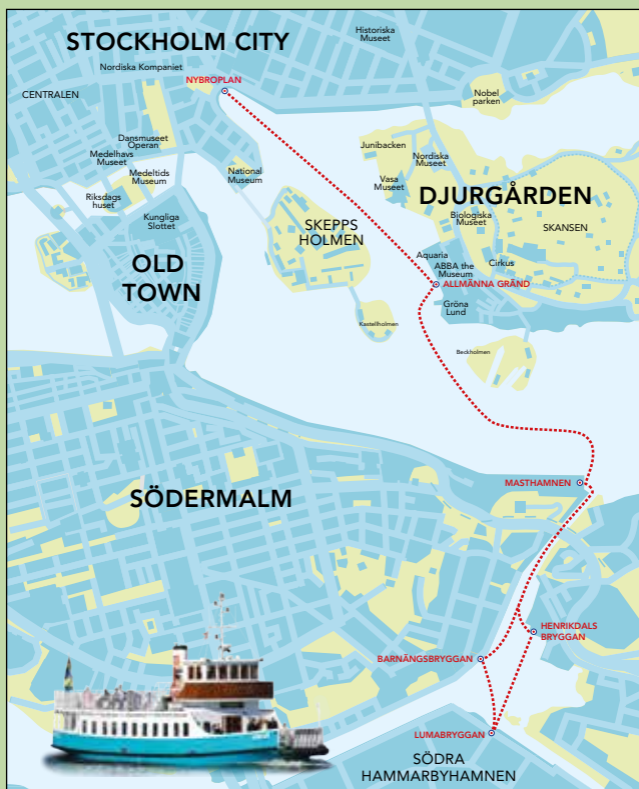 STOCKHOLM CITY
Historiska
Museet
Nordiska Kompaniet
NYBROPLAN
CENTRALEN
Nobel
parken
Dansmuseet
Operan
Junibacken
Medelhavs
Museet
Nordiska
Museet
Medeltids
Museum
National
Museum
Vasa
Museet
DJURGÅRDEN
Riksdags
huset
Kungliga
Slottet
SKEPPS
HOLMEN
Biologiska
Museet
SKANSEN
OLD
TOWN
Aquaria
ABBA the
Museum
Cirkus
ALLMÄNNA GRÄND
Gröna
Lund
Kastellholmen
Beckholmen
MASTHAMNEN
SÖDERMALM
HENRIKDALS
BRYGGAN
BARNÄNGSBRYGGAN
LUMABRYGGAN
SÖDRA
HAMMARBYHAMNEN